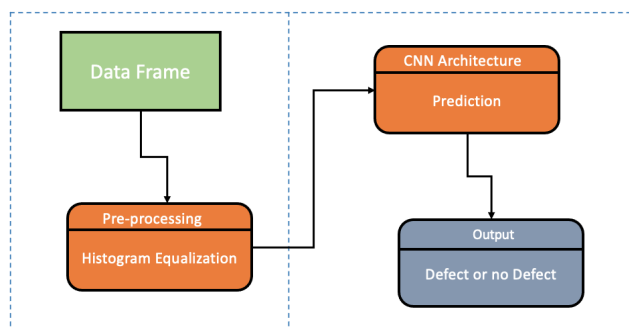 Data Frame
Pre-processing
Histogram Equalization
CNN Architecture
Prediction
Output
Defect or no Defect